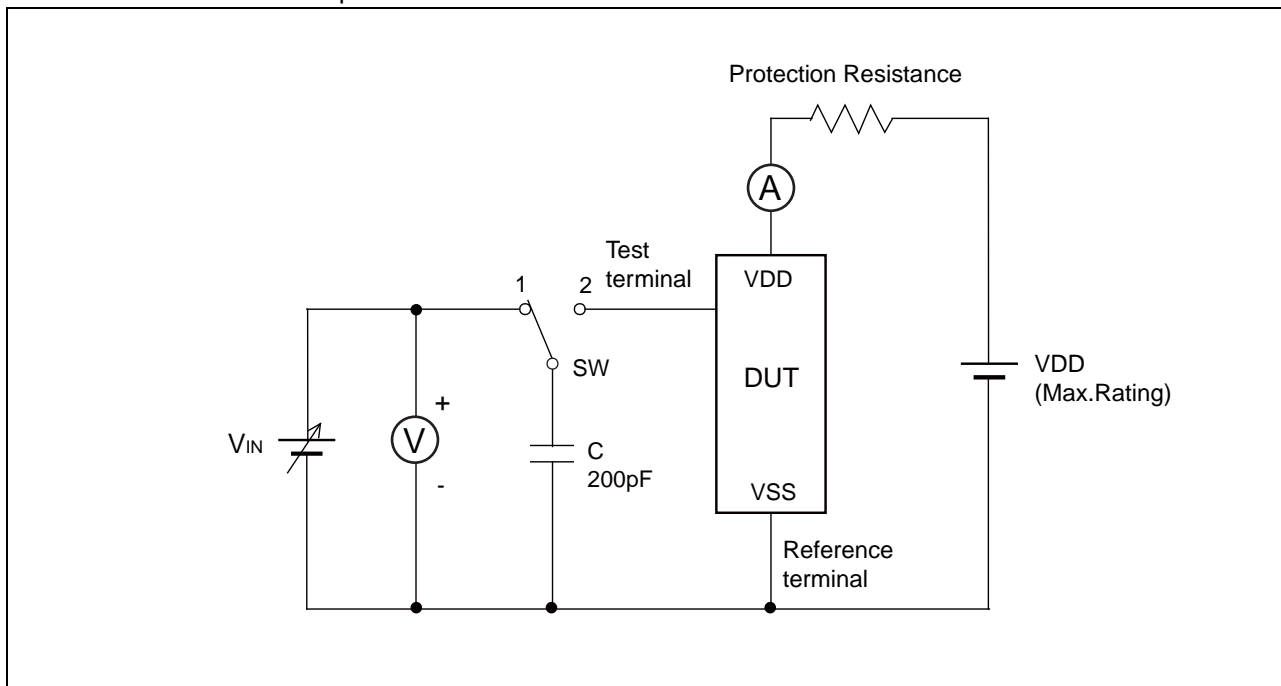 Protection Resistance
A
Test
terminal
1
2
VDD
SW
DUT
VDD
(Max.Rating)
VIN
+
V
-
C
200pF
VSS
Reference
terminal